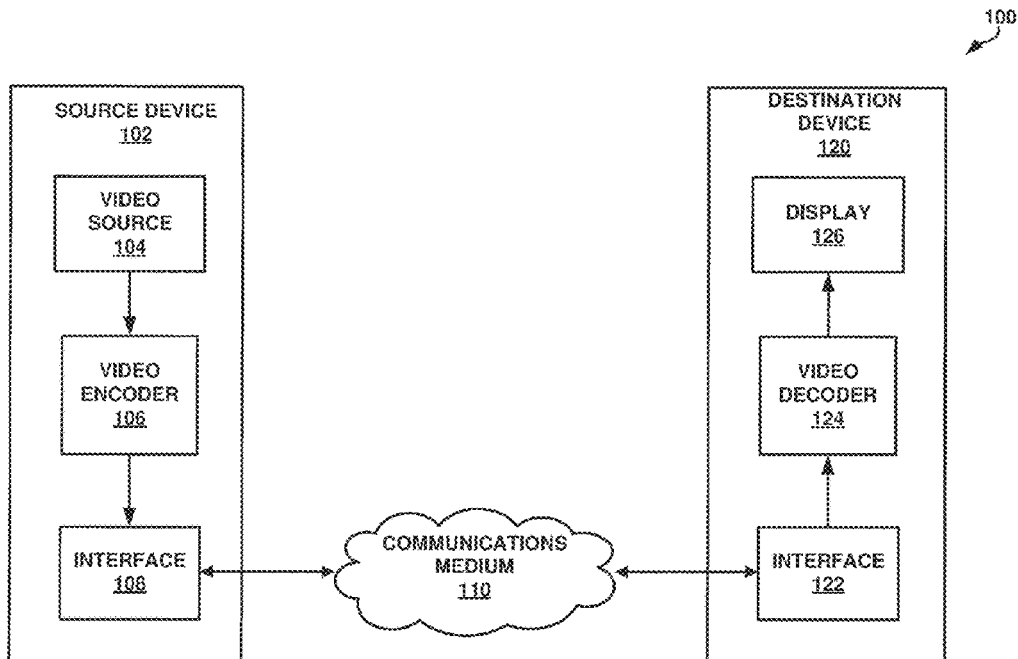 100
SOURCE DEVICE
102
VIDEO
SOURCE
104
VIDEO
ENCODER
106
INTERFACE
108
COMMUNICATIONS
MEDIUM
110
DESTINATION
DEVICE
120
DISPLAY
126
VIDEO
DECODER
124
INTERFACE
122